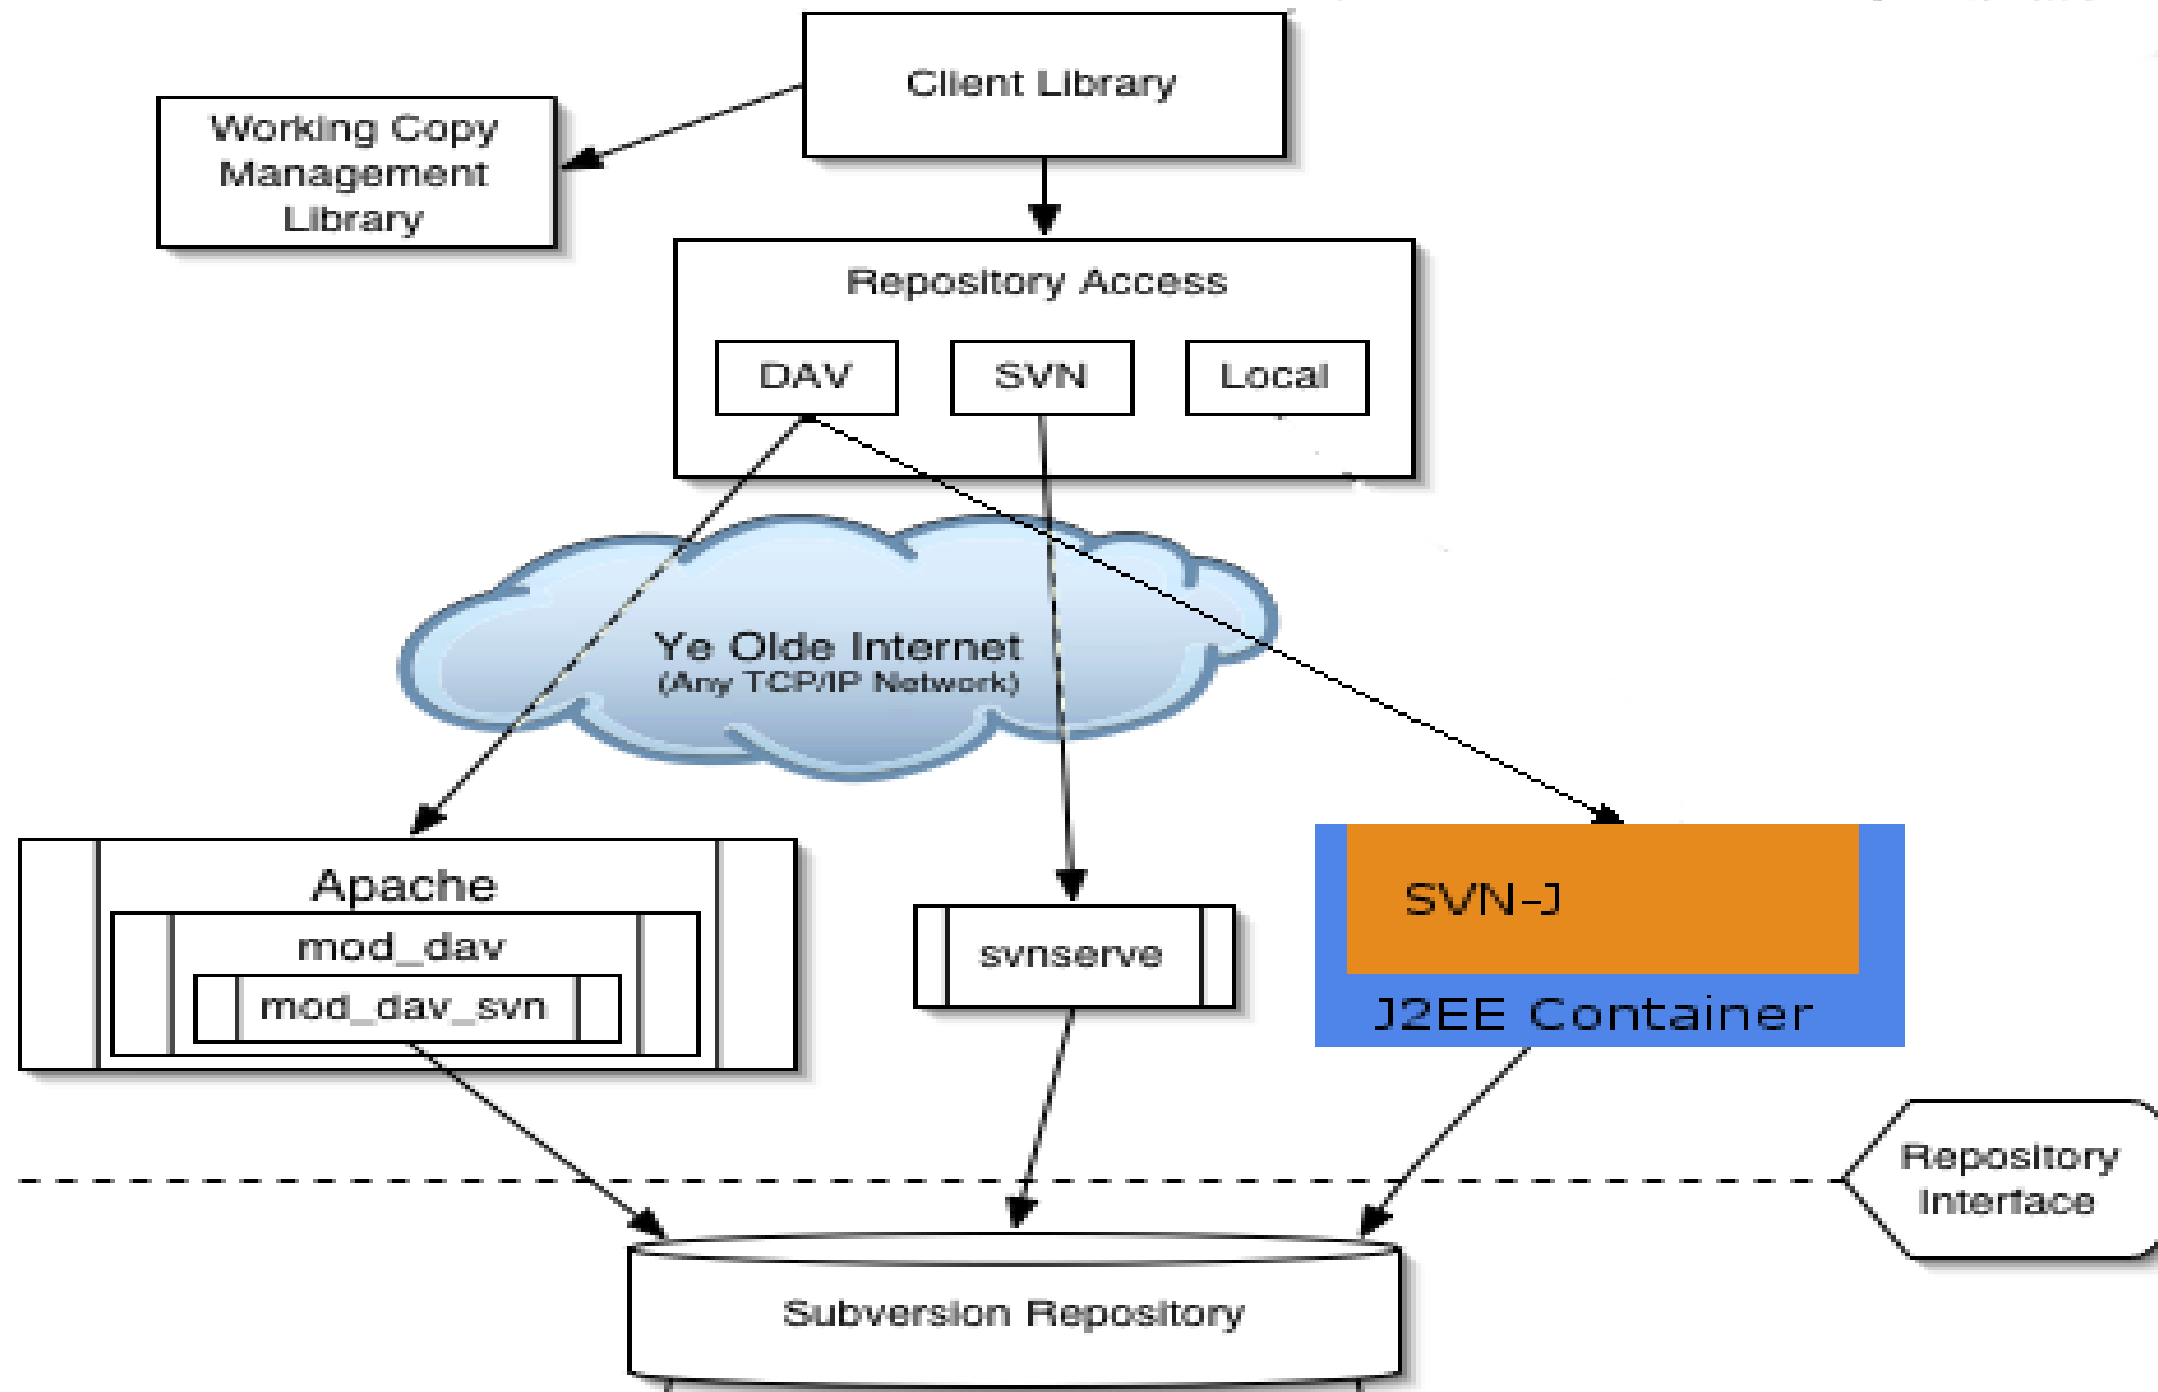 Client Library
Working Copy
Management
Library
Repository Access
DAV
SVN
Local
Ye Olde Internet
(Any TCP/IP Network)
Apache
mod_dav
mod_dav_svn
svnserve
SVN-J
J2EE Container
Repository
Interface
Subversion Repository